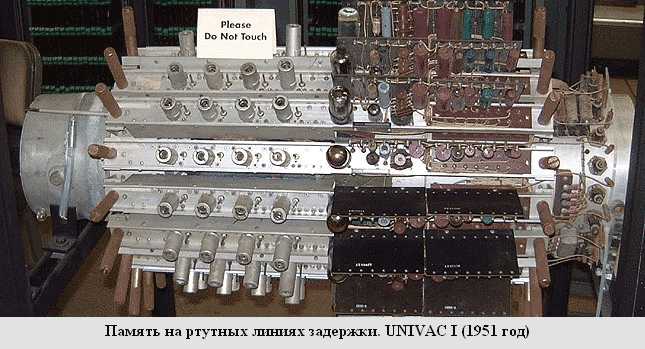 Please
Do Not Touch
Память на ртутных линиях задержки. UNIVAC I (1951 год)